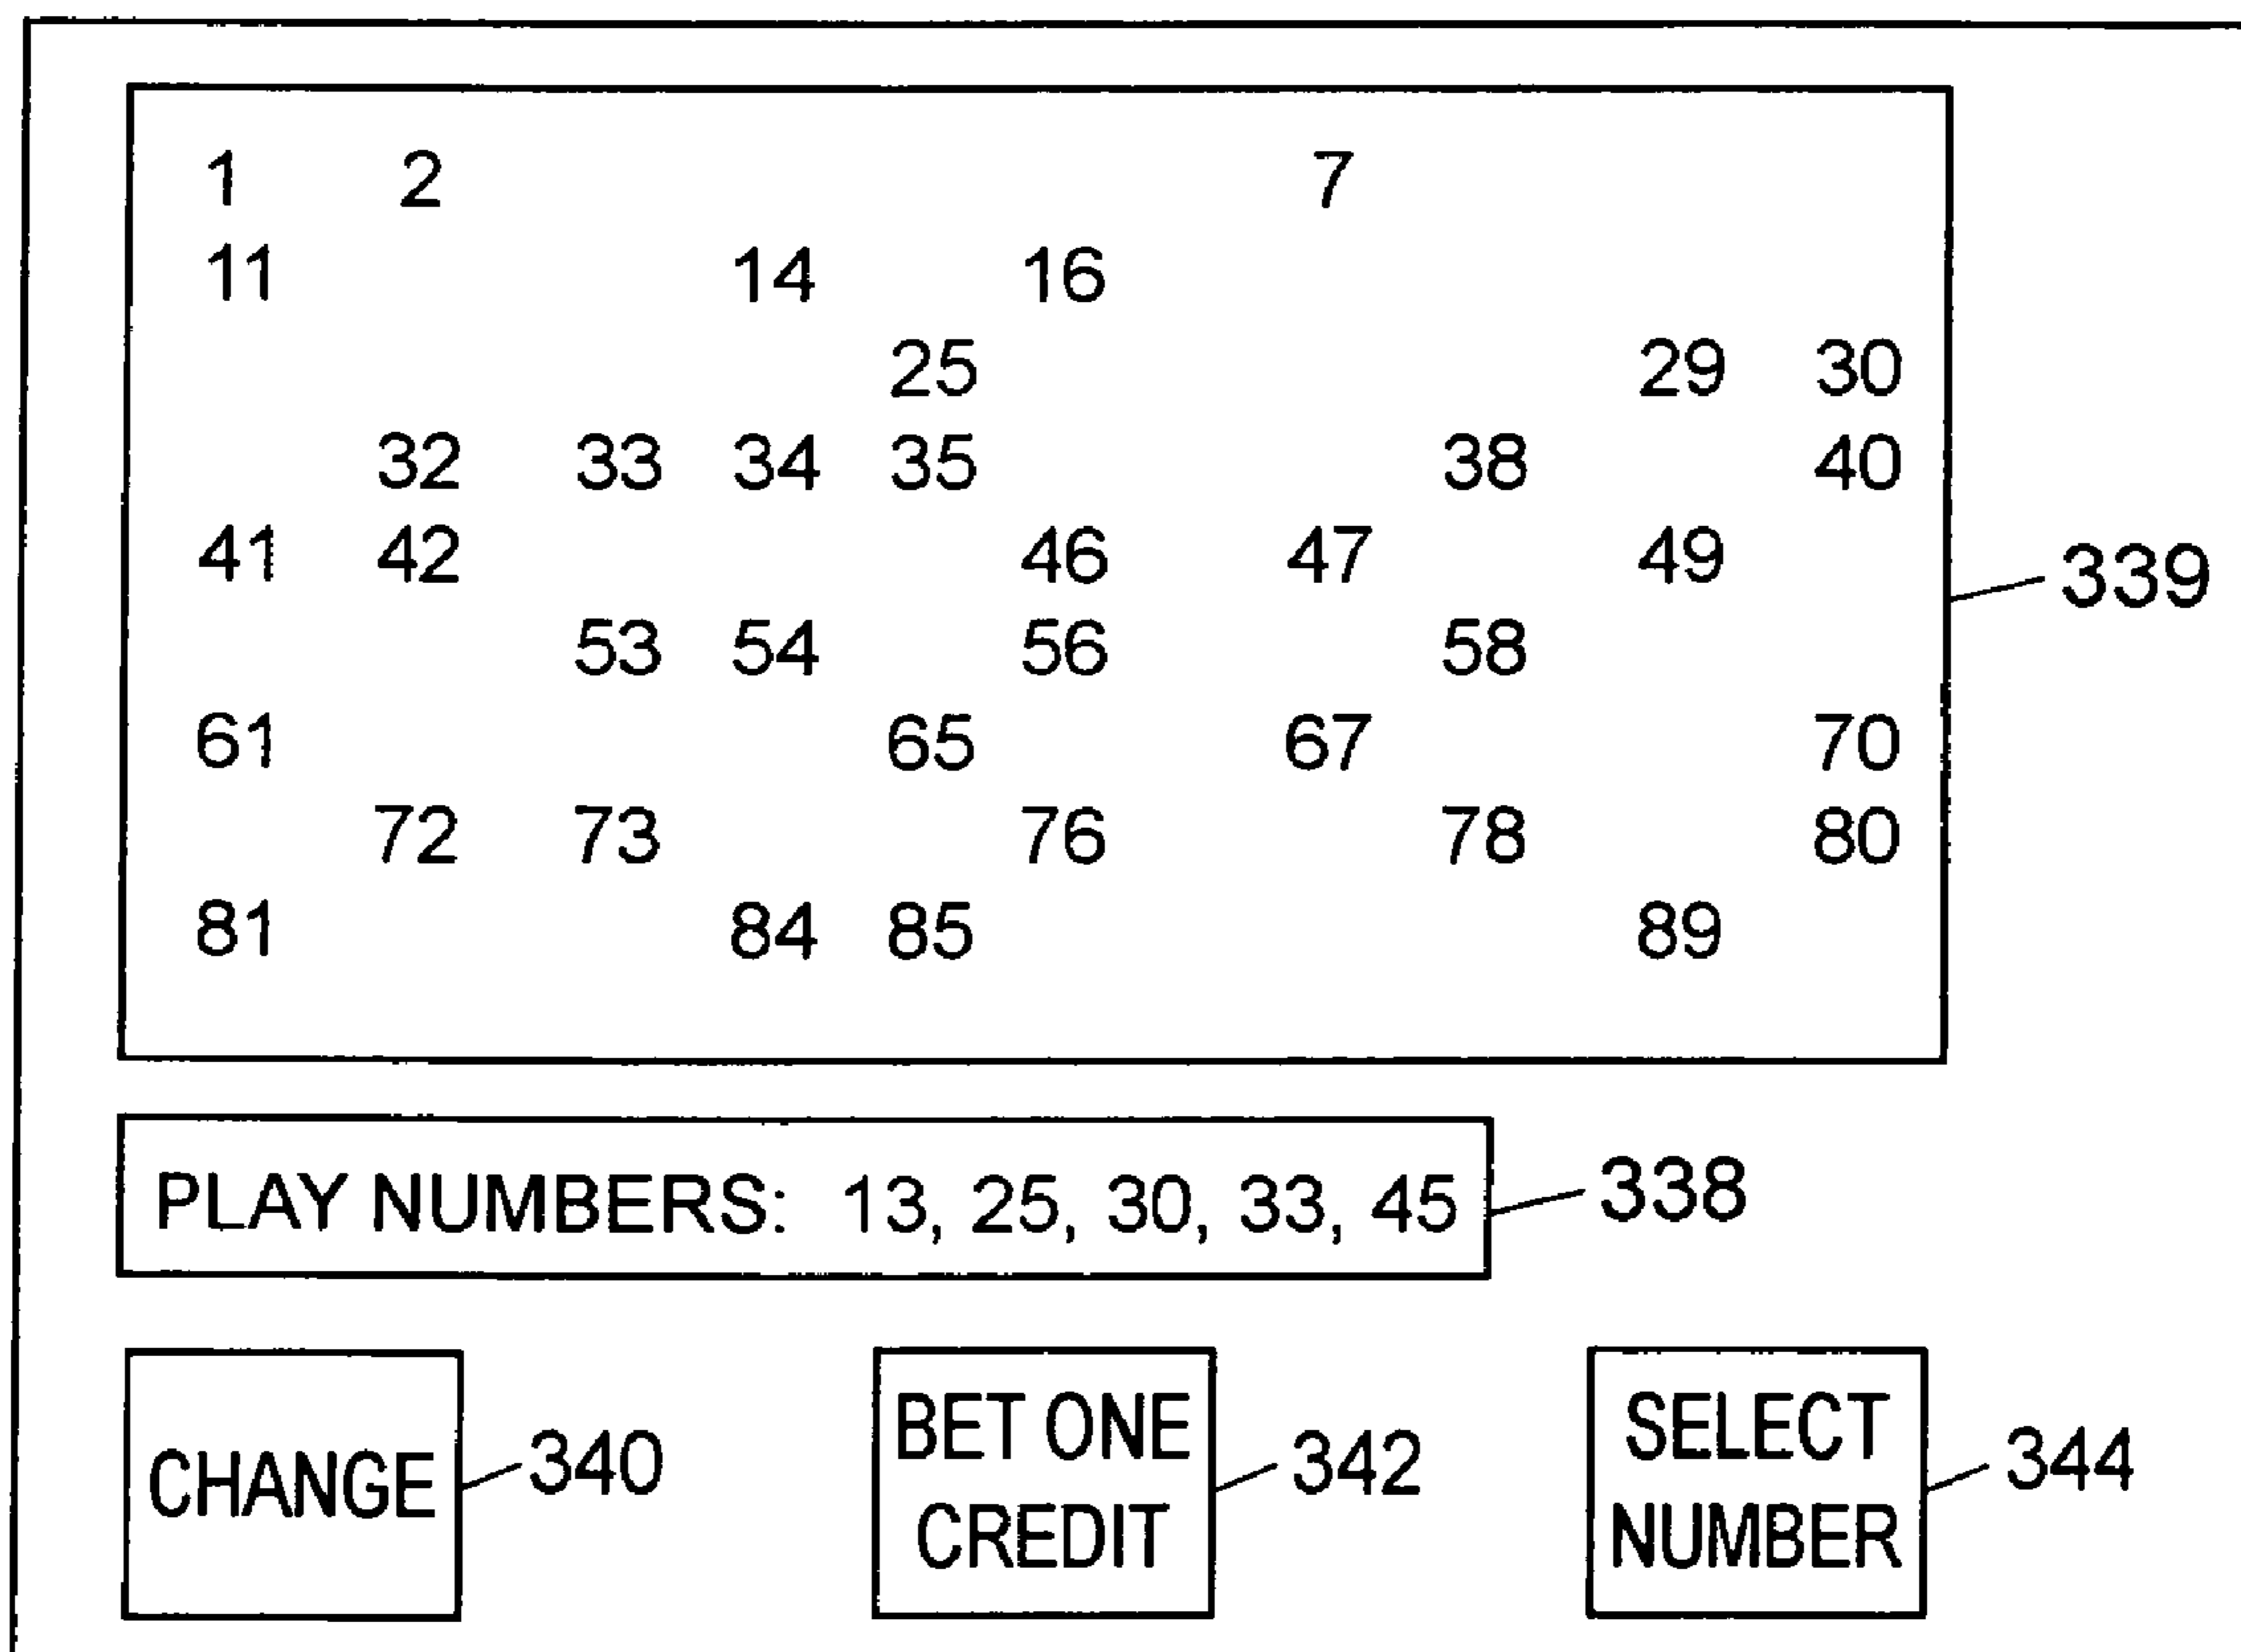 1 2 7
11 14 16
25 29 30
32 33 34 35 38 40
41 42 46 47 49
339
53 54 56 58
61 65 67 70
72 73 76 78 80
81 84 85 89
PLAY NUMBERS: 13, 25, 30, 33, 45
338
CHANGE
340
BET ONE
CREDIT
342
SELECT
NUMBER
344